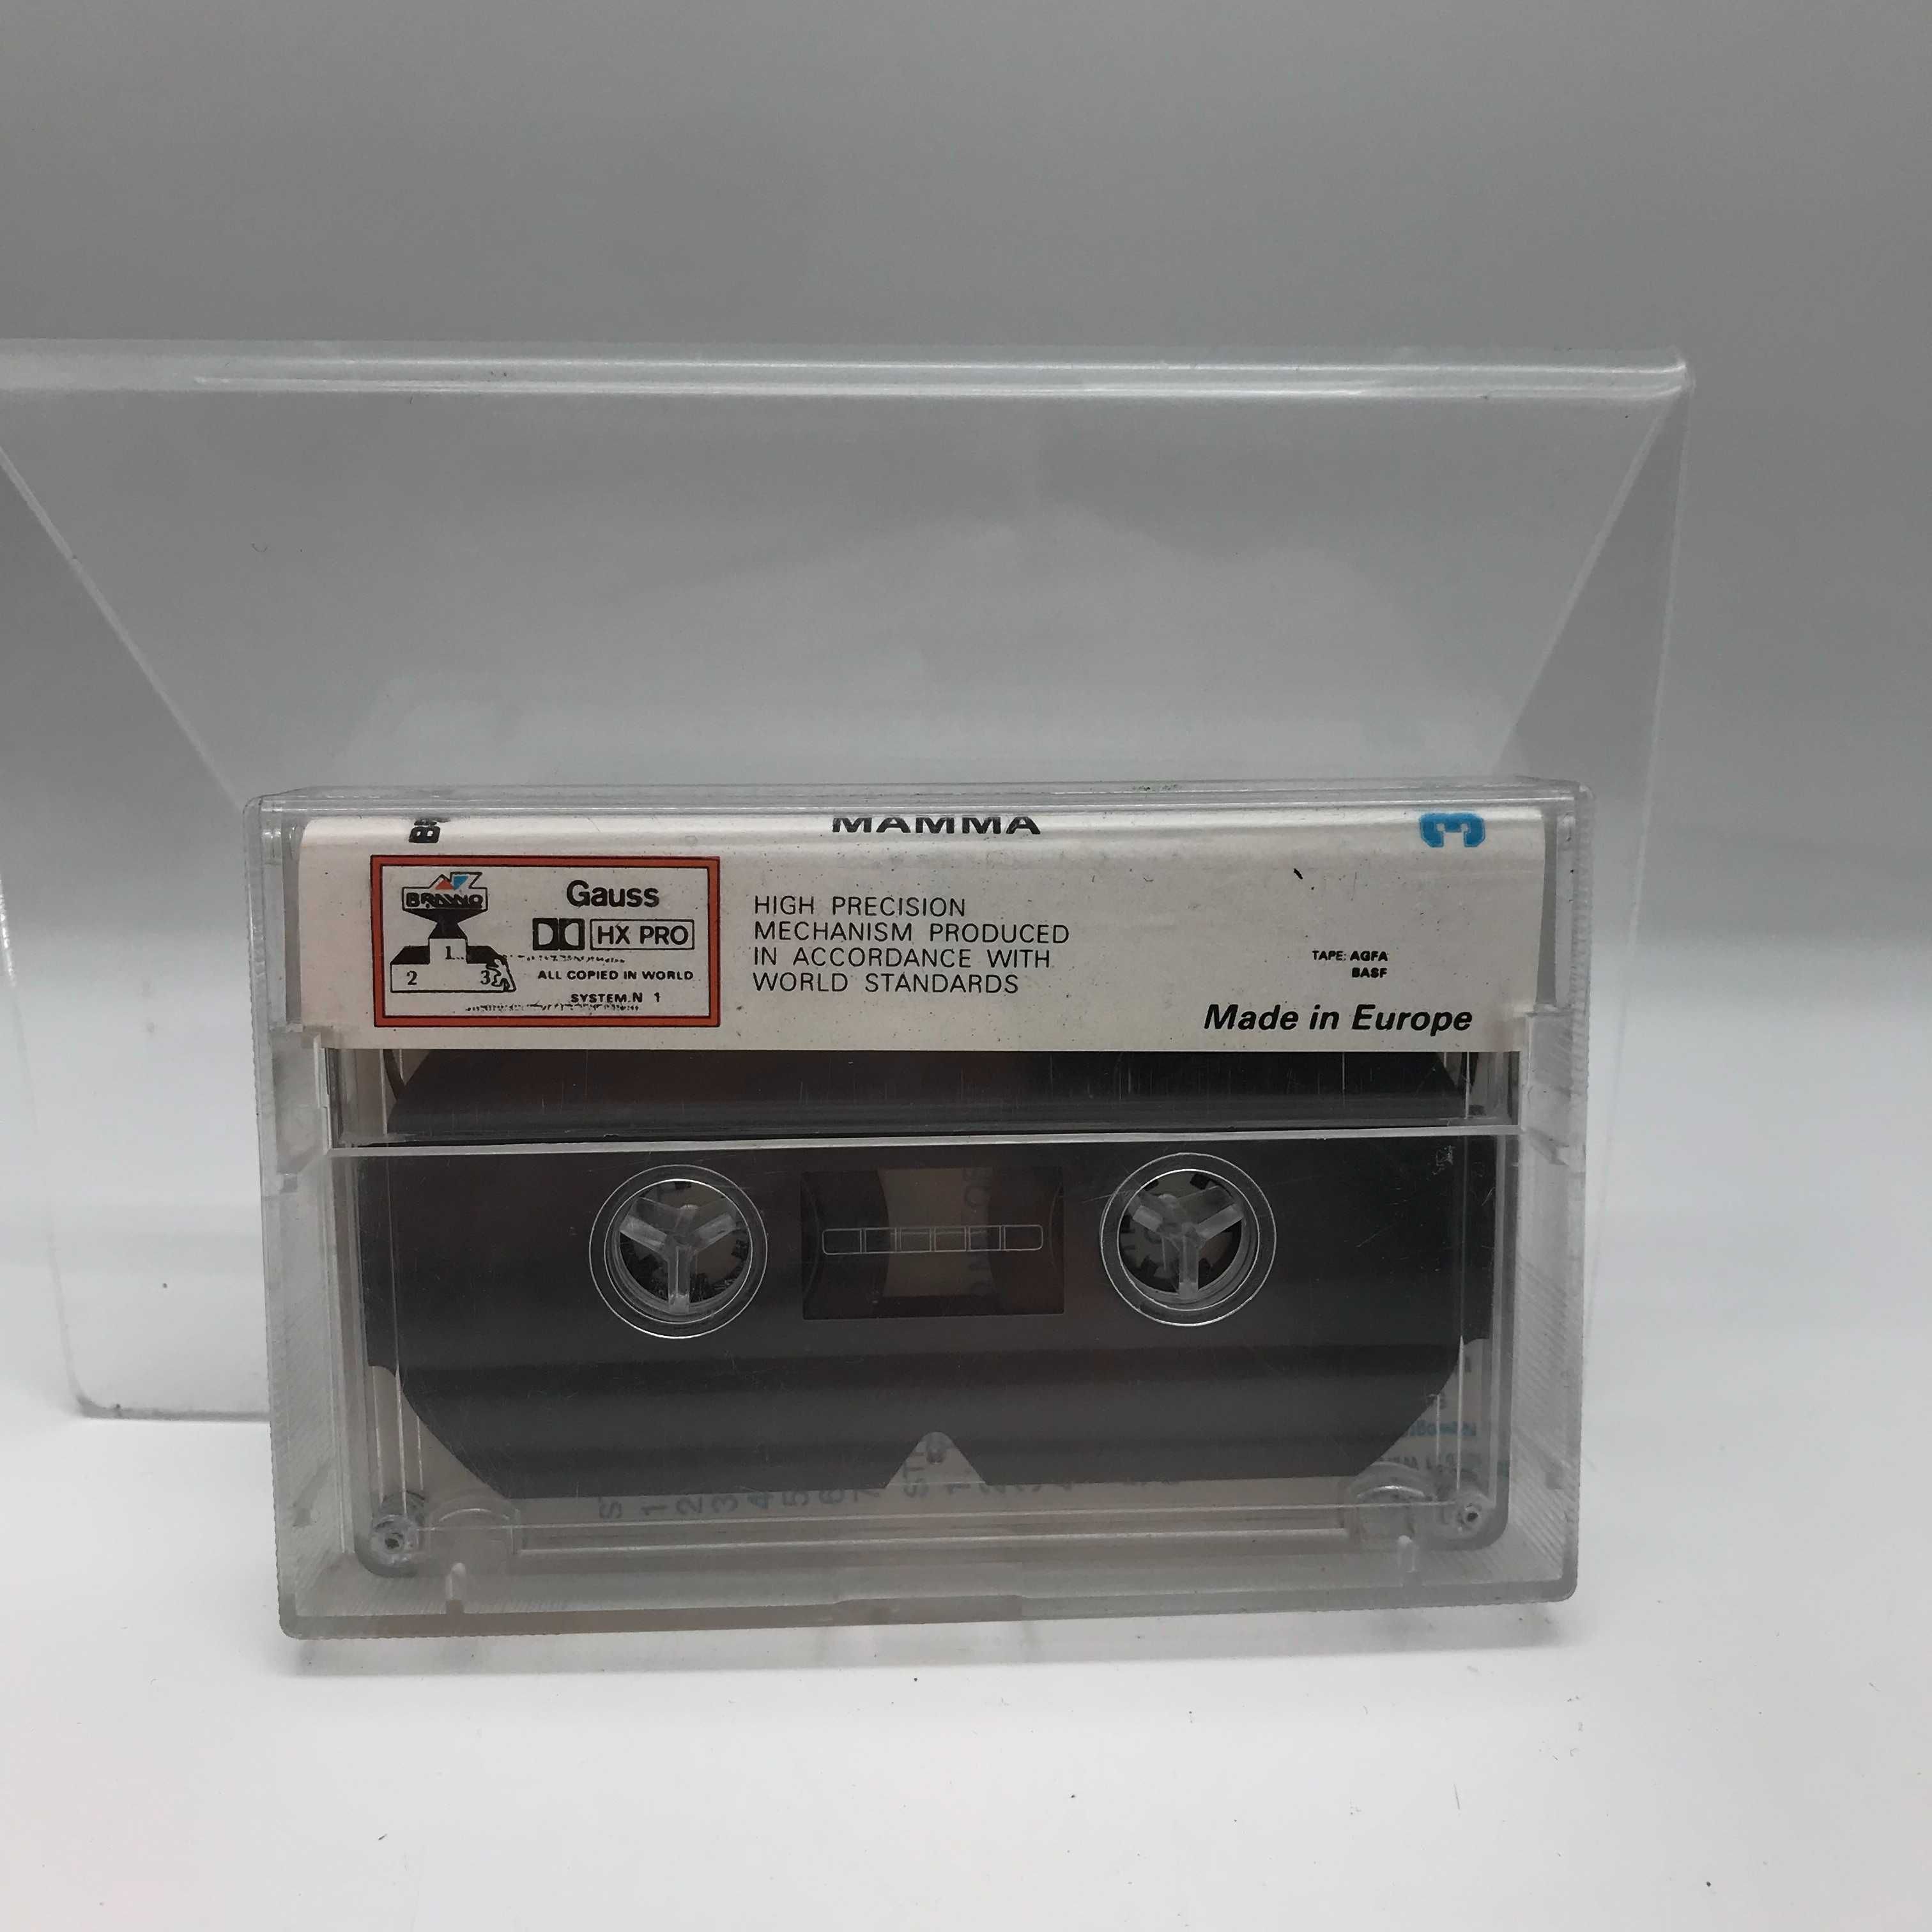 MAMMA
3
BRAVVO
Gauss
HX PRO
1
2
3
ALL COPIED IN WORLD
SYSTEM.N 1
HIGH PRECISION
MECHANISM PRODUCED
IN ACCORDANCE WITH
WORLD STANDARDS
TAPE: AGFA
BASF
Made in Europe